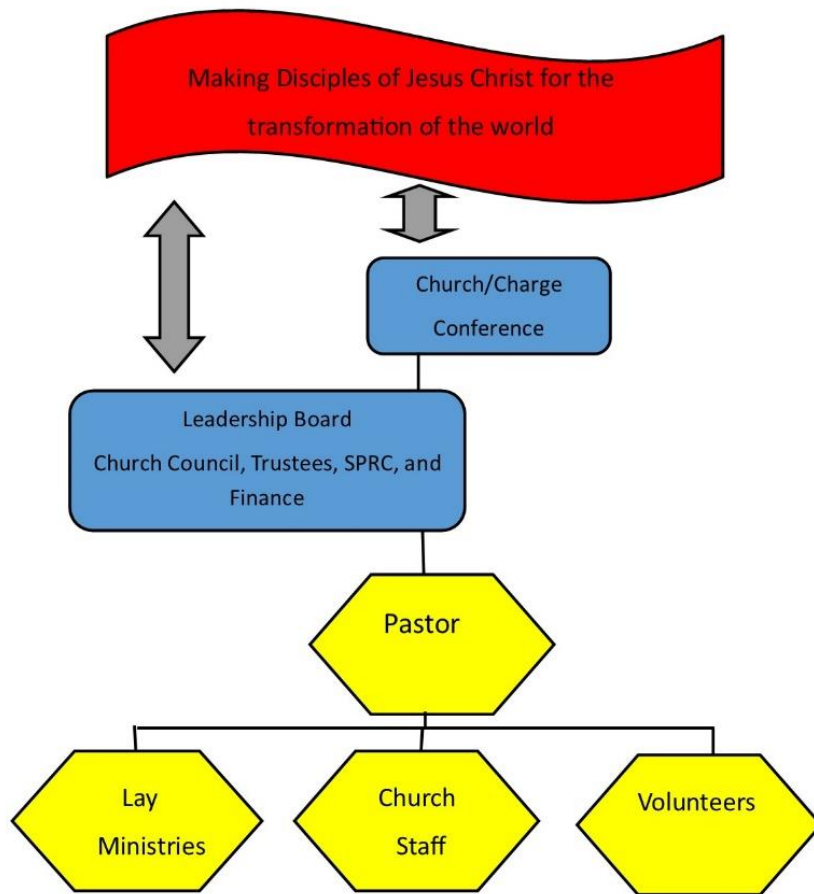 Making Disciples of Jesus Christ for the
transformation of the world
Church/Charge
Conference
Leadership Board
Church Council, Trustees, SPRC, and
Finance
Pastor
Lay
Ministries
Church
Staff
Volunteers